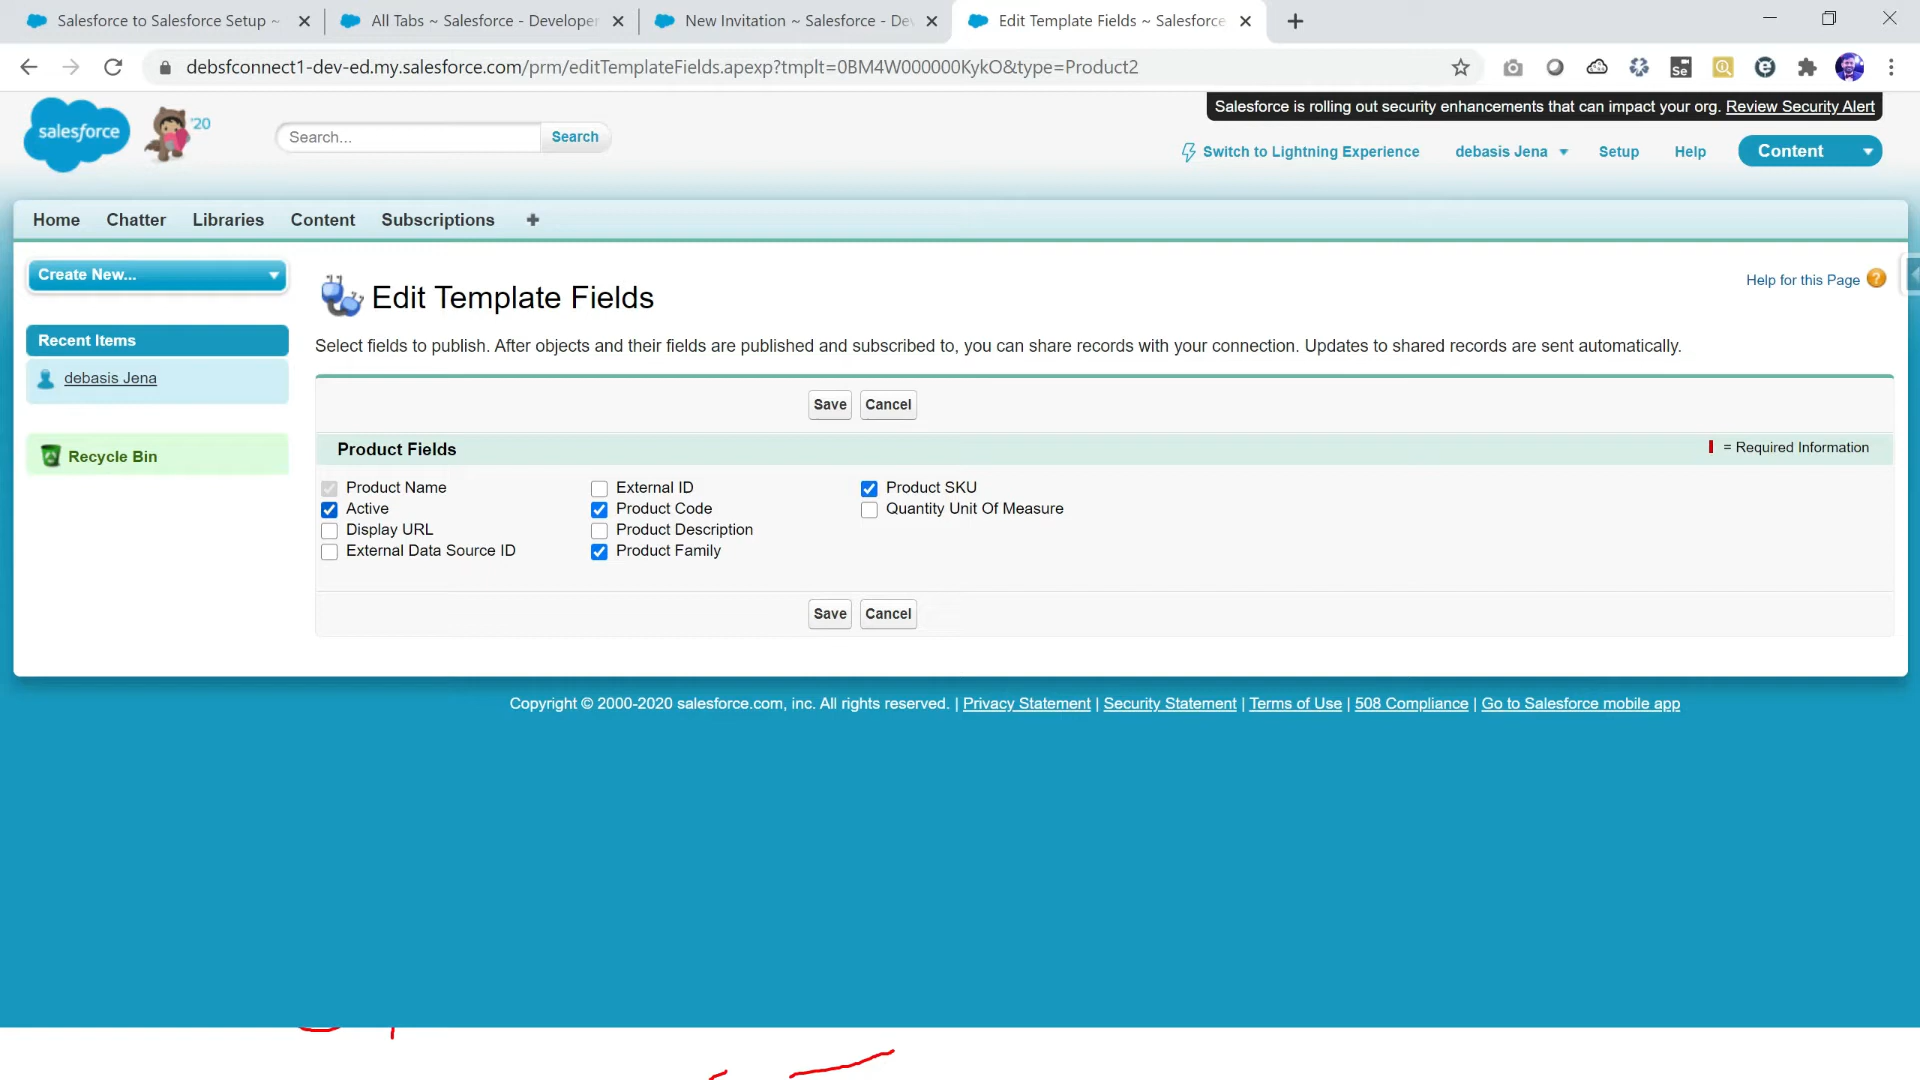 Salesforce to Salesforce Setup ~
All Tabs ~ Salesforce - Developer
New Invitation ~ Salesforce - Dev
Edit Template Fields ~ Salesforce
debsfconnect1-dev-ed.my.salesforce.com/prm/editTemplateFields.apexp?tmplt=0BM4W000000KykO&type=Product2
Se
Salesforce is rolling out security enhancements that can impact your org. Review Security Alert
salesforce
'20
Search...
Search
Switch to Lightning Experience
debasis Jena
Setup
Help
Content
Home
Chatter
Libraries
Content
Subscriptions
Create New...
Recent Items
debasis Jena
Recycle Bin
Edit Template Fields
Help for this Page
Select fields to publish. After objects and their fields are published and subscribed to, you can share records with your connection. Updates to shared records are sent automatically.
Save Cancel
Product Fields
= Required Information
Product Name
Active
Display URL
External Data Source ID
External ID
Product Code
Product Description
Product Family
Product SKU
Quantity Unit Of Measure
Save Cancel
Copyright © 2000-2020 salesforce.com, inc. All rights reserved. | Privacy Statement | Security Statement | Terms of Use | 508 Compliance | Go to Salesforce mobile app